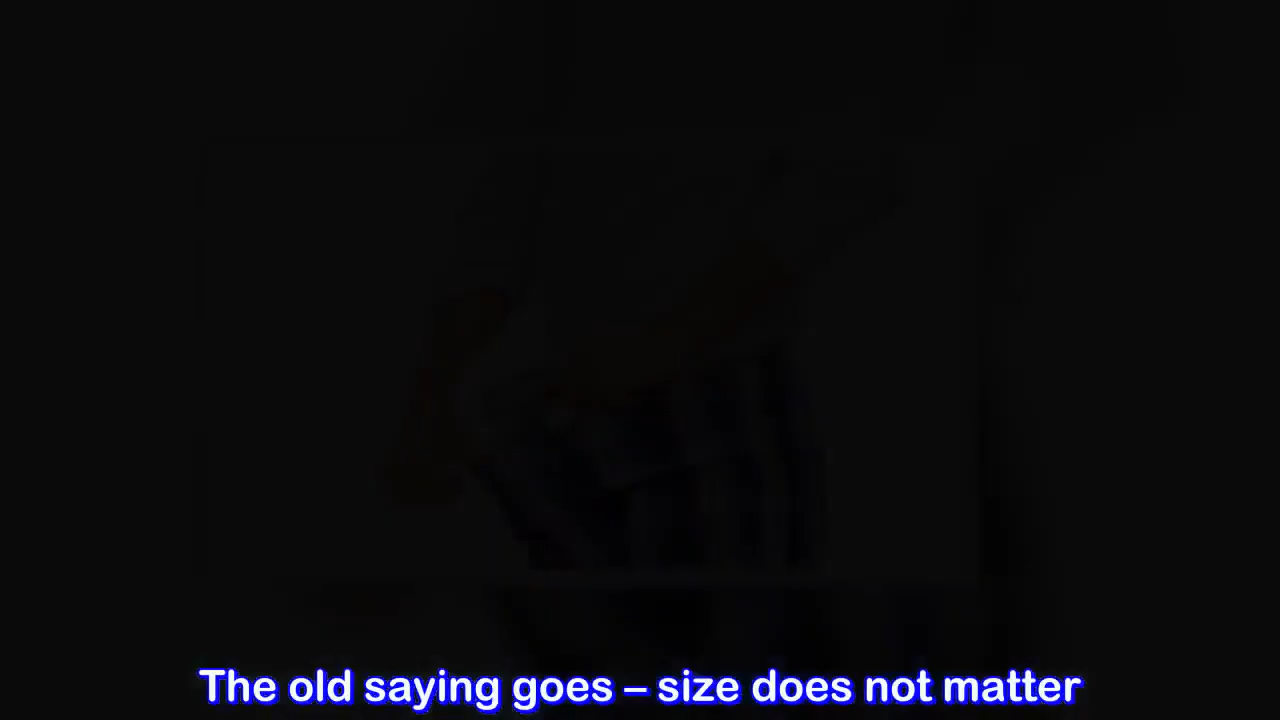 The old saying goes – size does not matter